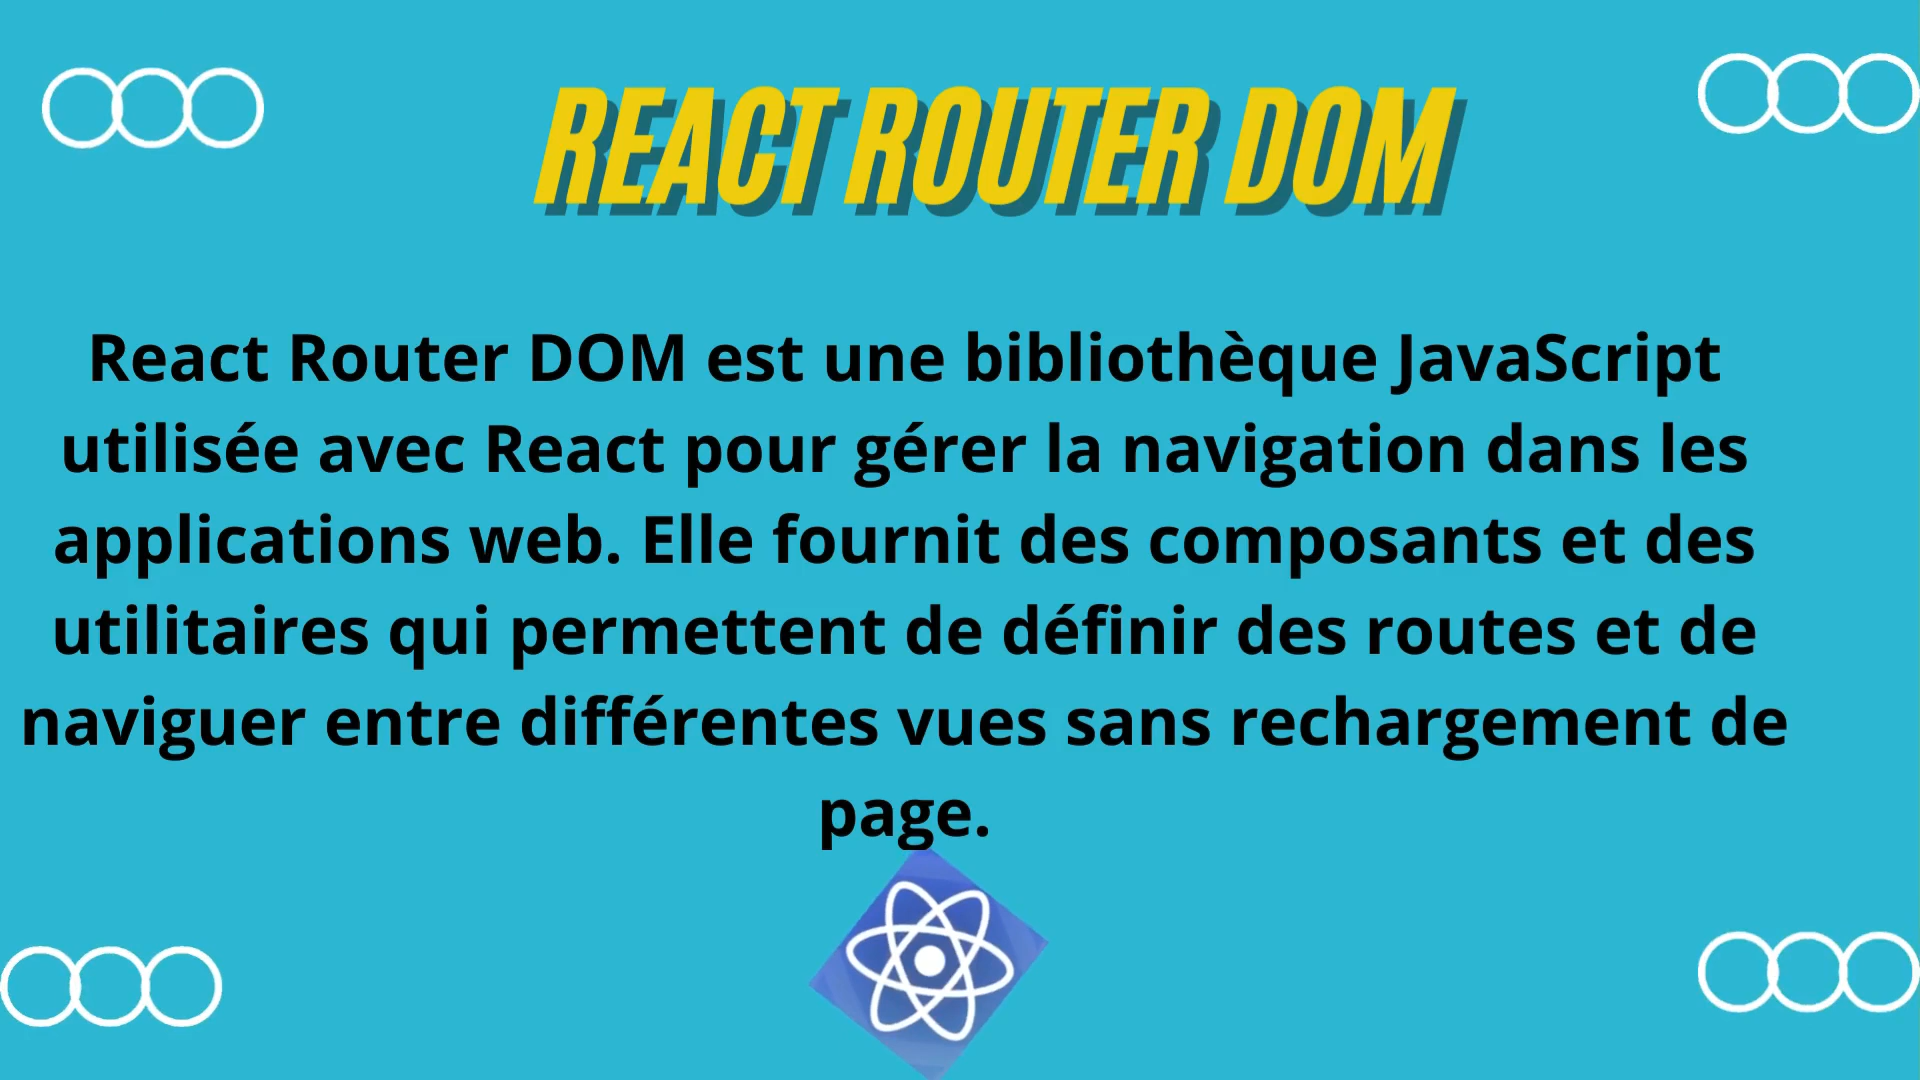 REACT ROUTER DOM
React Router DOM est une bibliothèque JavaScript
utilisée avec React pour gérer la navigation dans les
applications web. Elle fournit des composants et des
utilitaires qui permettent de définir des routes et de
naviguer entre différentes vues sans rechargement de
page.